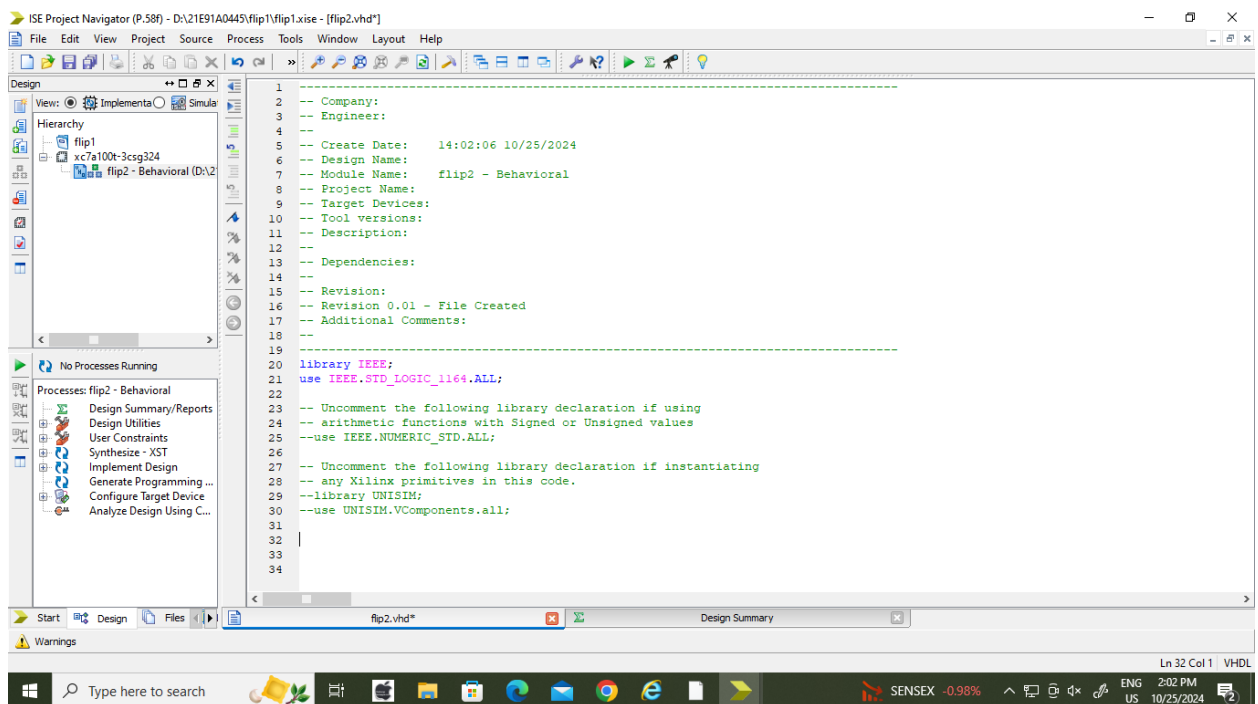 ISE Project Navigator (P.58f) - D:\21E91A0445\flip1\flip1.xise - [flip2.vhd*]
File Edit View Project Source Process Tools Window Layout Help
Design
View: Implementa Simula
Hierarchy
flip1
xc7a100t-3csg324
flip2 - Behavioral (D:\2
No Processes Running
Processes: flip2 - Behavioral
Design Summary/Reports
Design Utilities
User Constraints
Synthesize - XST
Implement Design
Generate Programming ...
Configure Target Device
Analyze Design Using C...
Start Design Files
1 ----------------------------------------------------------------------------------
2 -- Company:
3 -- Engineer:
4 --
5 -- Create Date: 14:02:06 10/25/2024
6 -- Design Name:
7 -- Module Name: flip2 - Behavioral
8 -- Project Name:
9 -- Target Devices:
10 -- Tool versions:
11 -- Description:
12 --
13 -- Dependencies:
14 --
15 -- Revision:
16 -- Revision 0.01 - File Created
17 -- Additional Comments:
18 --
19 ----------------------------------------------------------------------------------
20 library IEEE;
21 use IEEE.STD_LOGIC_1164.ALL;
22
23 -- Uncomment the following library declaration if using
24 -- arithmetic functions with Signed or Unsigned values
25 --use IEEE.NUMERIC_STD.ALL;
26
27 -- Uncomment the following library declaration if instantiating
28 -- any Xilinx primitives in this code.
29 --library UNISIM;
30 --use UNISIM.VComponents.all;
31
32
33
34
flip2.vhd* Design Summary
Warnings
Ln 32 Col 1 VHDL
Type here to search
SENSEX -0.98%
ENG US
2:02 PM
10/25/2024
2